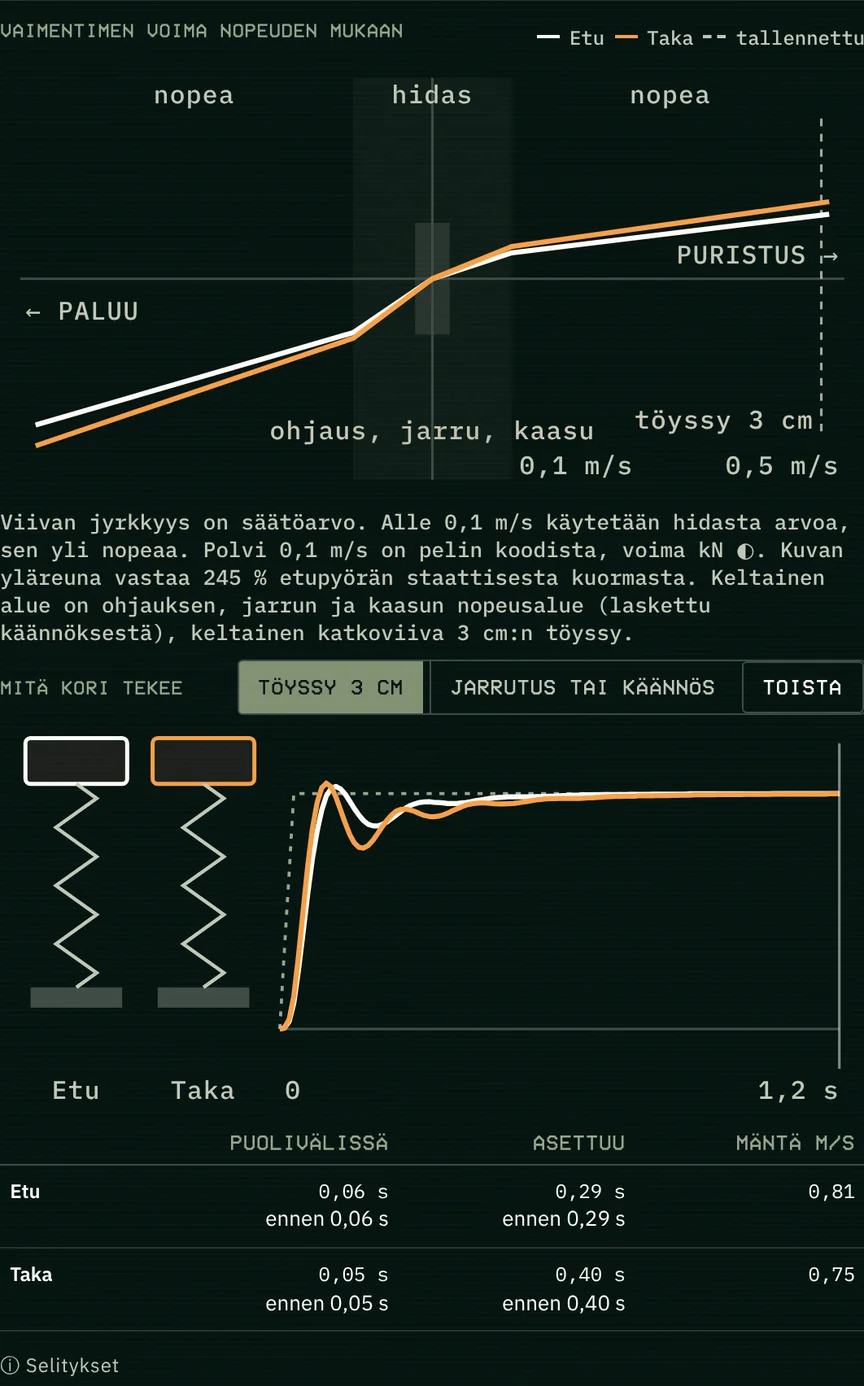 VAIMENTIMEN VOIMA NOPEUDEN MUKAAN
Etu Taka tallennettu
nopea hidas nopea
PURISTUS →
← PALUU
töyssy 3 cm
ohjaus, jarru, kaasu
0,1 m/s 0,5 m/s
Viivan jyrkkyys on säätöarvo. Alle 0,1 m/s käytetään hidasta arvoa,
sen yli nopeaa. Polvi 0,1 m/s on pelin koodista, voima kN ◐. Kuvan
yläreuna vastaa 245 % etupyörän staattisesta kuormasta. Keltainen
alue on ohjauksen, jarrun ja kaasun nopeusalue (laskettu
käännöksestä), keltainen katkoviiva 3 cm:n töyssy.
MITÄ KORI TEKEE TÖYSSY 3 CM JARRUTUS TAI KÄÄNNÖS TOISTA
Etu Taka 0 1,2 s
PUOLIVÄLISSÄ ASETTUU MÄNTÄ M/S
Etu 0,06 s 0,29 s 0,81
ennen 0,06 s ennen 0,29 s
Taka 0,05 s 0,40 s 0,75
ennen 0,05 s ennen 0,40 s
ⓘ Selitykset